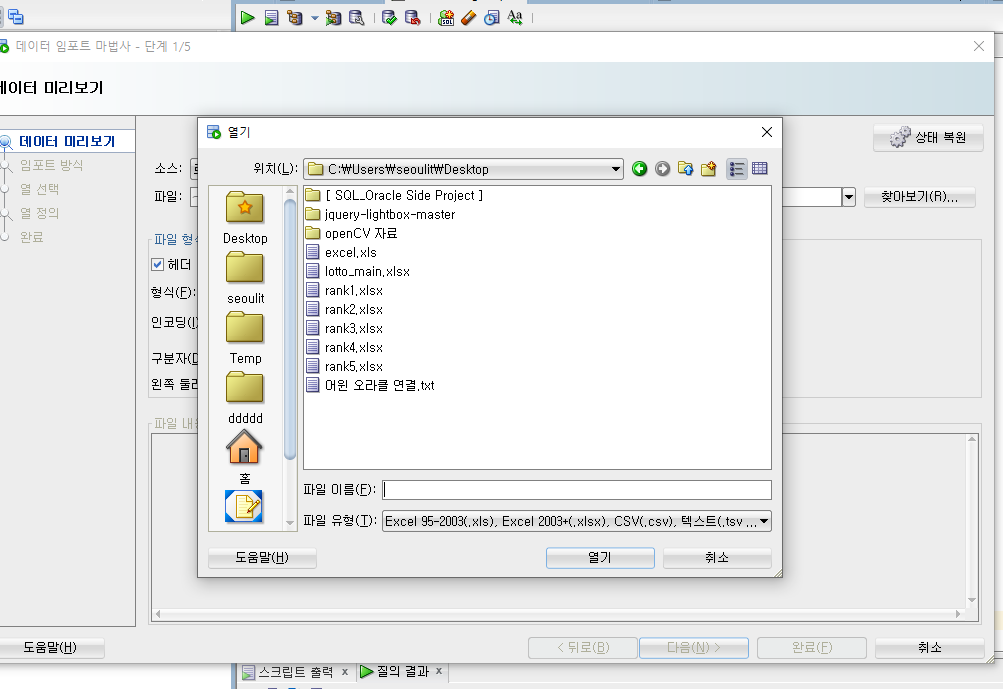 데이터 임포트 마법사 - 단계 1/5
데이터 미리보기
데이터 미리보기
임포트 방식
열 선택
열 정의
완료
상태 복원
소스:
파일:
찾아보기(R)...
파일 형식
헤더
형식(F):
인코딩(
구분자(
왼쪽 둘러
파일 내용
열기
위치(L):
C:₩Users₩seoulit₩Desktop
Desktop
seoulit
Temp
ddddd
홈
[ SQL_Oracle Side Project ]
jquery-lightbox-master
openCV 자료
excel.xls
lotto_main.xlsx
rank1.xlsx
rank2.xlsx
rank3.xlsx
rank4.xlsx
rank5.xlsx
어윈 오라클 연결.txt
파일 이름(F):
파일 유형(T):
Excel 95-2003(.xls), Excel 2003+(.xlsx), CSV(.csv), 텍스트(.tsv ...
도움말(H)
열기
취소
도움말(H)
< 뒤로(B)
다음(N) >
완료(F)
취소
스크립트 출력 x
질의 결과 x